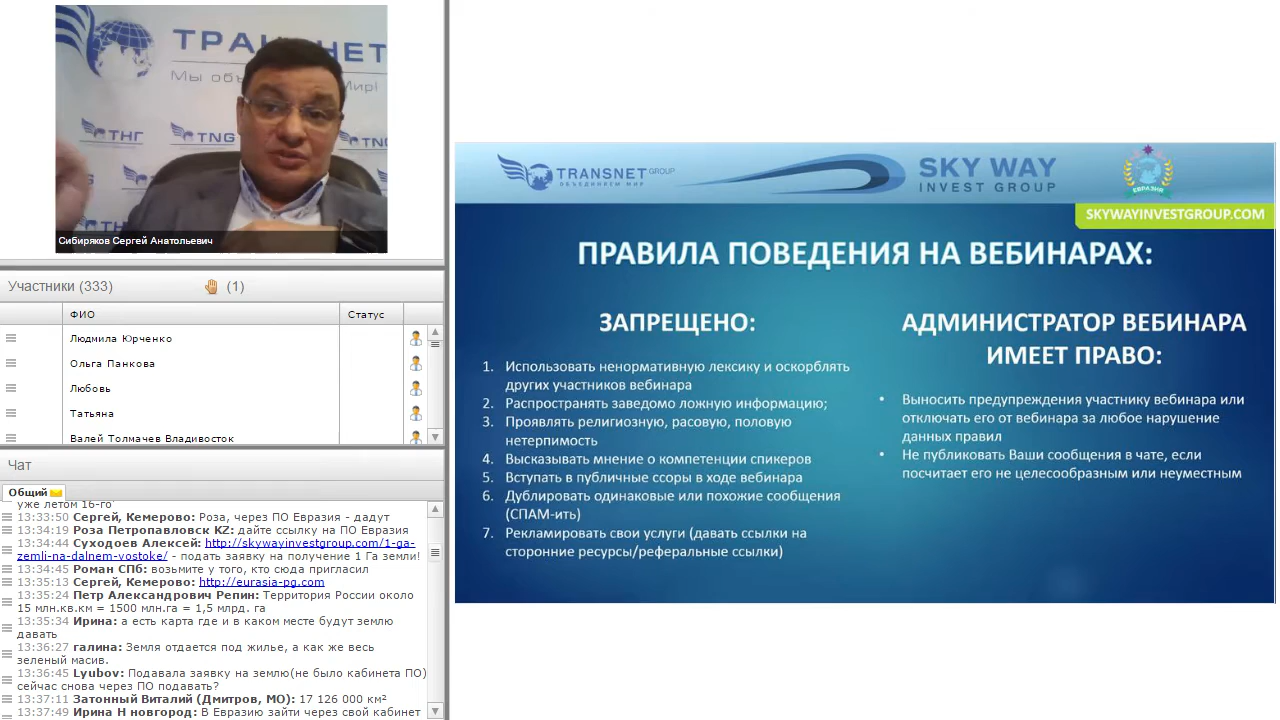 ТРАНСНЕТ
Мы объ
Мир!
ТНГ
TNG
TNG
Сибиряков Сергей Анатольевич
Участники (333)
(1)
ФИО
Статус
Людмила Юрченко
Ольга Панкова
Любовь
Татьяна
Валей Толмачев Владивосток
Чат
Общий
уже летом 16-го
13:33:50 Сергей, Кемерово: Роза, через ПО Евразия - дадут
13:34:19 Роза Петропавловск KZ: дайте ссылку на ПО Евразия
13:34:44 Суходоев Алексей: http://skywayinvestgroup.com/1-ga-
zemli-na-dalnem-vostoke/ - подать заявку на получение 1 Га земли!
13:34:45 Роман СПб: возьмите у того, кто сюда пригласил
13:35:13 Сергей, Кемерово: http://eurasia-pg.com
13:35:24 Петр Александрович Репин: Территория России около
15 млн.кв.км = 1500 млн.га = 1,5 млрд. га
13:35:34 Ирина: а есть карта где и в каком месте будут землю
давать
13:36:27 галина: Земля отдается под жилье, а как же весь
зеленый масив.
13:36:45 Lyubov: Подавала заявку на землю(не было кабинета ПО)
сейчас снова через ПО подавать?
13:37:11 Затонный Виталий (Дмитров, МО): 17 126 000 км²
13:37:49 Ирина Н новгород: В Евразию зайти через свой кабинет
TRANSNET GROUP
ОБЪЕДИНЯЕМ МИР
SKY WAY
INVEST GROUP
ЕВРАЗИЯ
SKYWAYINVESTGROUP.COM
ПРАВИЛА ПОВЕДЕНИЯ НА ВЕБИНАРАХ:
ЗАПРЕЩЕНО:
1. Использовать ненормативную лексику и оскорблять
других участников вебинара
2. Распространять заведомо ложную информацию;
3. Проявлять религиозную, расовую, половую
нетерпимость
4. Высказывать мнение о компетенции спикеров
5. Вступать в публичные ссоры в ходе вебинара
6. Дублировать одинаковые или похожие сообщения
(СПАМ-ить)
7. Рекламировать свои услуги (давать ссылки на
сторонние ресурсы/реферальные ссылки)
АДМИНИСТРАТОР ВЕБИНАРА
ИМЕЕТ ПРАВО:
• Выносить предупреждения участнику вебинара или
отключать его от вебинара за любое нарушение
данных правил
• Не публиковать Ваши сообщения в чате, если
посчитает его не целесообразным или неуместным